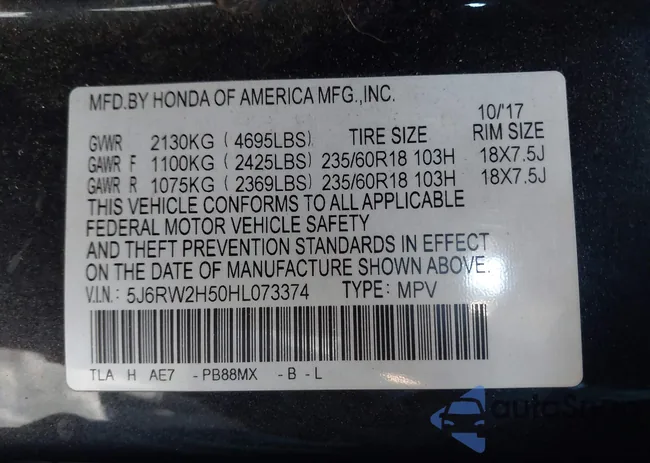 MFD.BY HONDA OF AMERICA MFG.,INC.
10/'17
GVWR 2130KG ( 4695LBS) TIRE SIZE RIM SIZE
GAWR F 1100KG ( 2425LBS) 235/60R18 103H 18X7.5J
GAWR R 1075KG ( 2369LBS) 235/60R18 103H 18X7.5J
THIS VEHICLE CONFORMS TO ALL APPLICABLE
FEDERAL MOTOR VEHICLE SAFETY
AND THEFT PREVENTION STANDARDS IN EFFECT
ON THE DATE OF MANUFACTURE SHOWN ABOVE.
V.I.N.: 5J6RW2H50HL073374 TYPE: MPV
TLA H AE7 - PB88MX - B - L